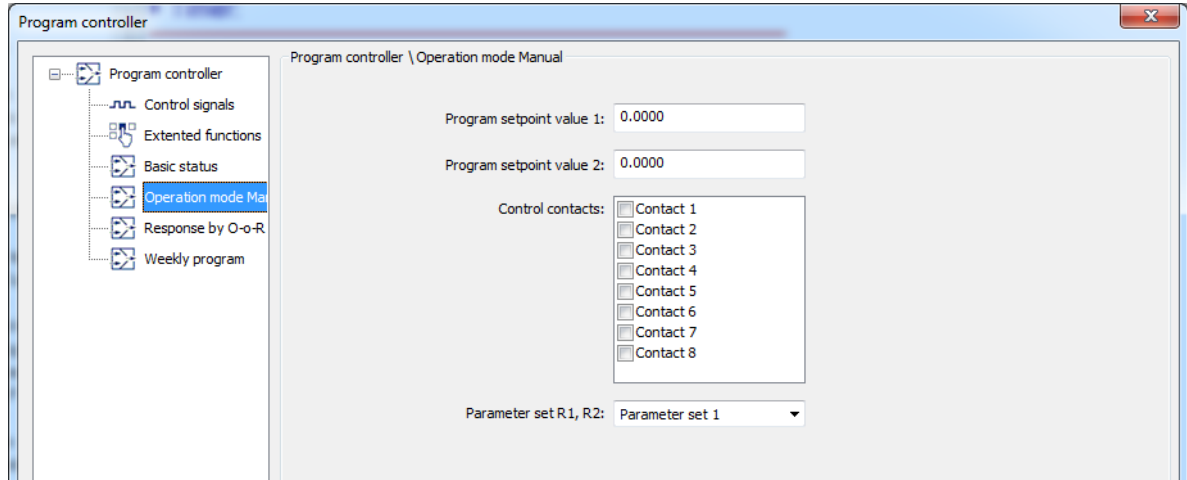 Program controller
Program controller
Control signals
Extented functions
Basic status
Operation mode Ma
Response by O-o-R
Weekly program
Program controller \ Operation mode Manual
Program setpoint value 1: 0.0000
Program setpoint value 2: 0.0000
Control contacts:
Contact 1
Contact 2
Contact 3
Contact 4
Contact 5
Contact 6
Contact 7
Contact 8
Parameter set R1, R2: Parameter set 1